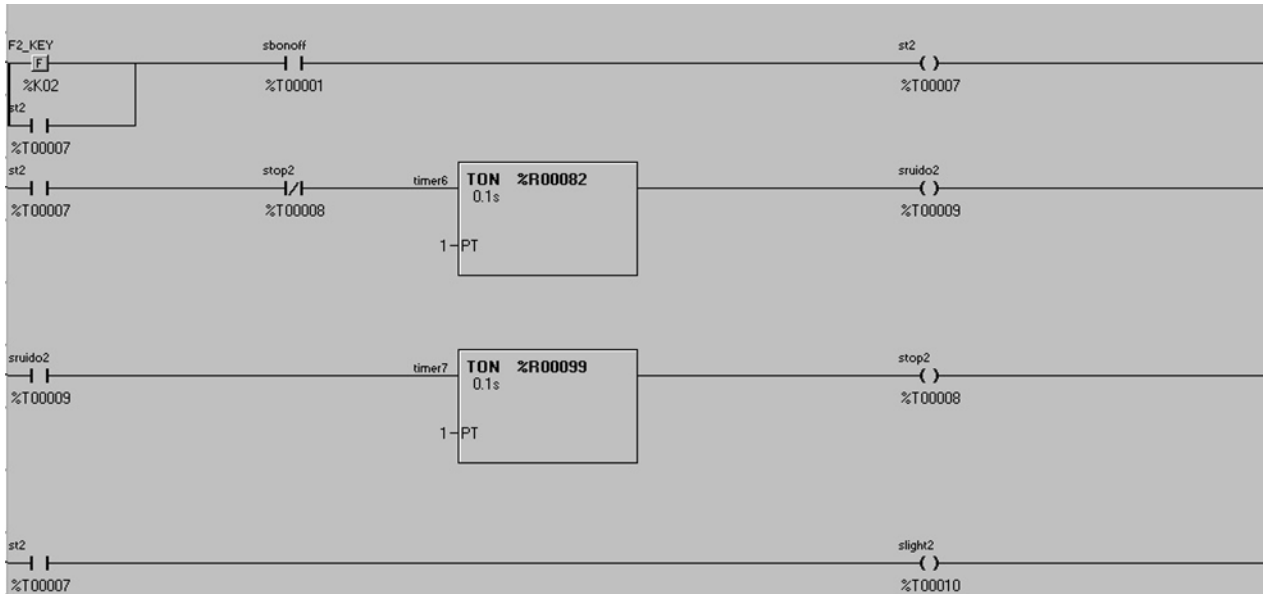 F2_KEY sbonoff st2
F
%K02 %T00001 %T00007
st2
%T00007
st2 stop2 timer6 TON %R00082 sruido2
0.1s
%T00007 %T00008 %T00009
1 PT
sruido2 timer7 TON %R00099 stop2
0.1s
%T00009 %T00008
1 PT
st2 slight2
%T00007 %T00010